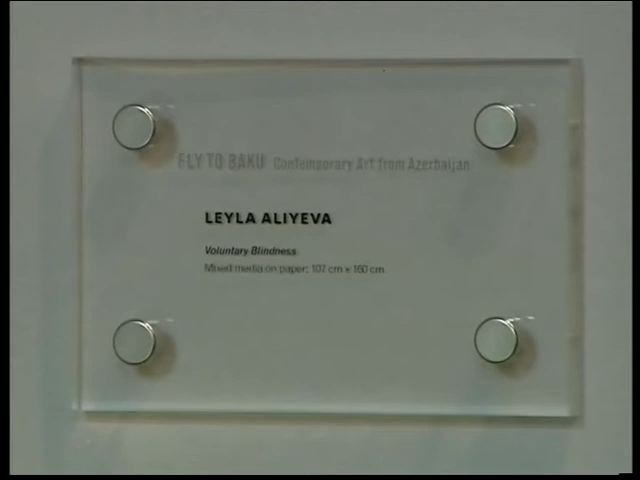 FLY TO BAKU Contemporary Art from Azerbaijan
LEYLA ALIYEVA
Voluntary Blindness
Mixed media on paper; 107 cm x 160 cm